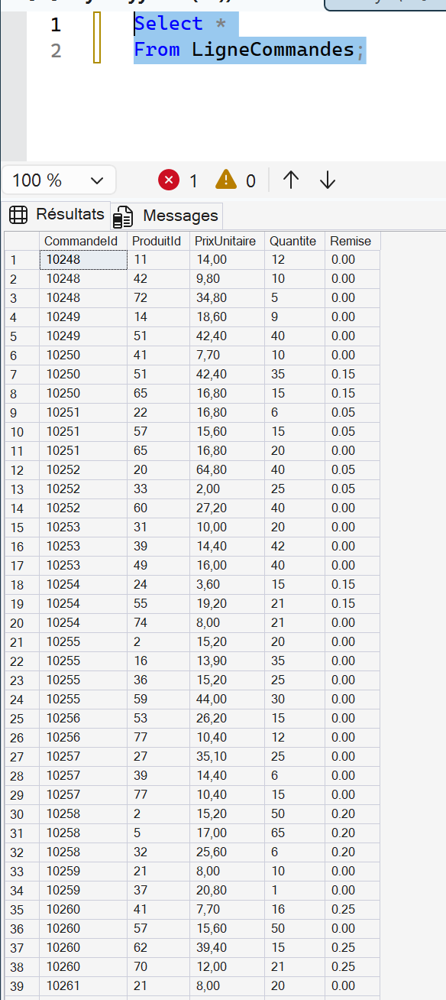 1 Select *
2 From LigneCommandes;
100 % 1 0
Résultats Messages
CommandeId ProduitId PrixUnitaire Quantite Remise
1 10248 11 14,00 12 0.00
2 10248 42 9,80 10 0.00
3 10248 72 34,80 5 0.00
4 10249 14 18,60 9 0.00
5 10249 51 42,40 40 0.00
6 10250 41 7,70 10 0.00
7 10250 51 42,40 35 0.15
8 10250 65 16,80 15 0.15
9 10251 22 16,80 6 0.05
10 10251 57 15,60 15 0.05
11 10251 65 16,80 20 0.00
12 10252 20 64,80 40 0.05
13 10252 33 2,00 25 0.05
14 10252 60 27,20 40 0.00
15 10253 31 10,00 20 0.00
16 10253 39 14,40 42 0.00
17 10253 49 16,00 40 0.00
18 10254 24 3,60 15 0.15
19 10254 55 19,20 21 0.15
20 10254 74 8,00 21 0.00
21 10255 2 15,20 20 0.00
22 10255 16 13,90 35 0.00
23 10255 36 15,20 25 0.00
24 10255 59 44,00 30 0.00
25 10256 53 26,20 15 0.00
26 10256 77 10,40 12 0.00
27 10257 27 35,10 25 0.00
28 10257 39 14,40 6 0.00
29 10257 77 10,40 15 0.00
30 10258 2 15,20 50 0.20
31 10258 5 17,00 65 0.20
32 10258 32 25,60 6 0.20
33 10259 21 8,00 10 0.00
34 10259 37 20,80 1 0.00
35 10260 41 7,70 16 0.25
36 10260 57 15,60 50 0.00
37 10260 62 39,40 15 0.25
38 10260 70 12,00 21 0.25
39 10261 21 8,00 20 0.00